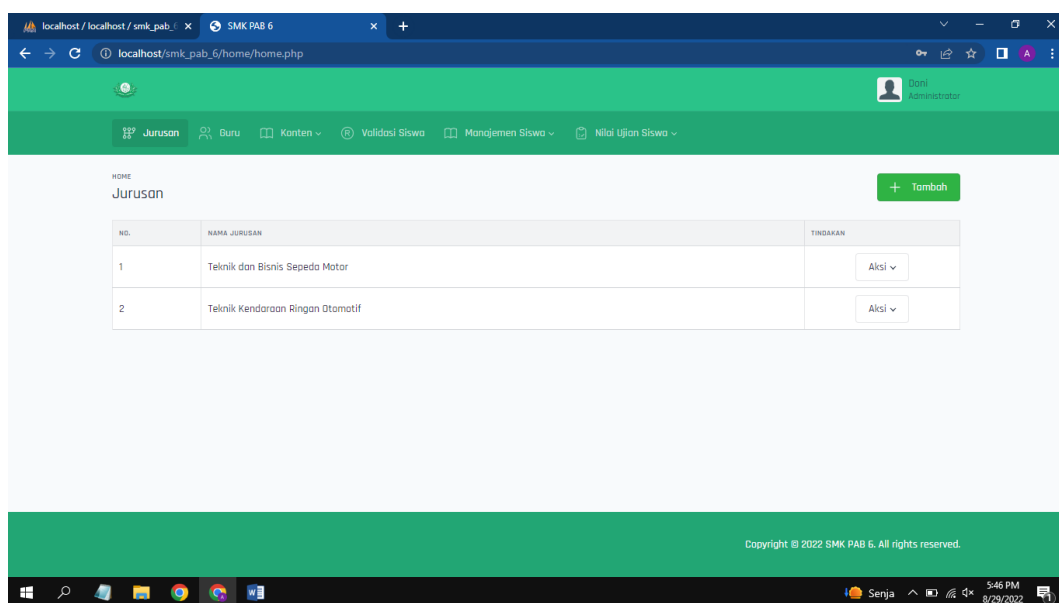 localhost / localhost / smk_pab_6
SMK PAB 6
localhost/smk_pab_6/home/home.php
A
Doni
Administrator
Jurusan
Guru
Konten
Validasi Siswa
Manajemen Siswa
Nilai Ujian Siswa
HOME
Jurusan
+ Tambah
NO. NAMA JURUSAN TINDAKAN
1 Teknik dan Bisnis Sepeda Motor Aksi
2 Teknik Kendaraan Ringan Otomotif Aksi
Copyright © 2022 SMK PAB 6. All rights reserved.
Senja
5:46 PM
8/29/2022